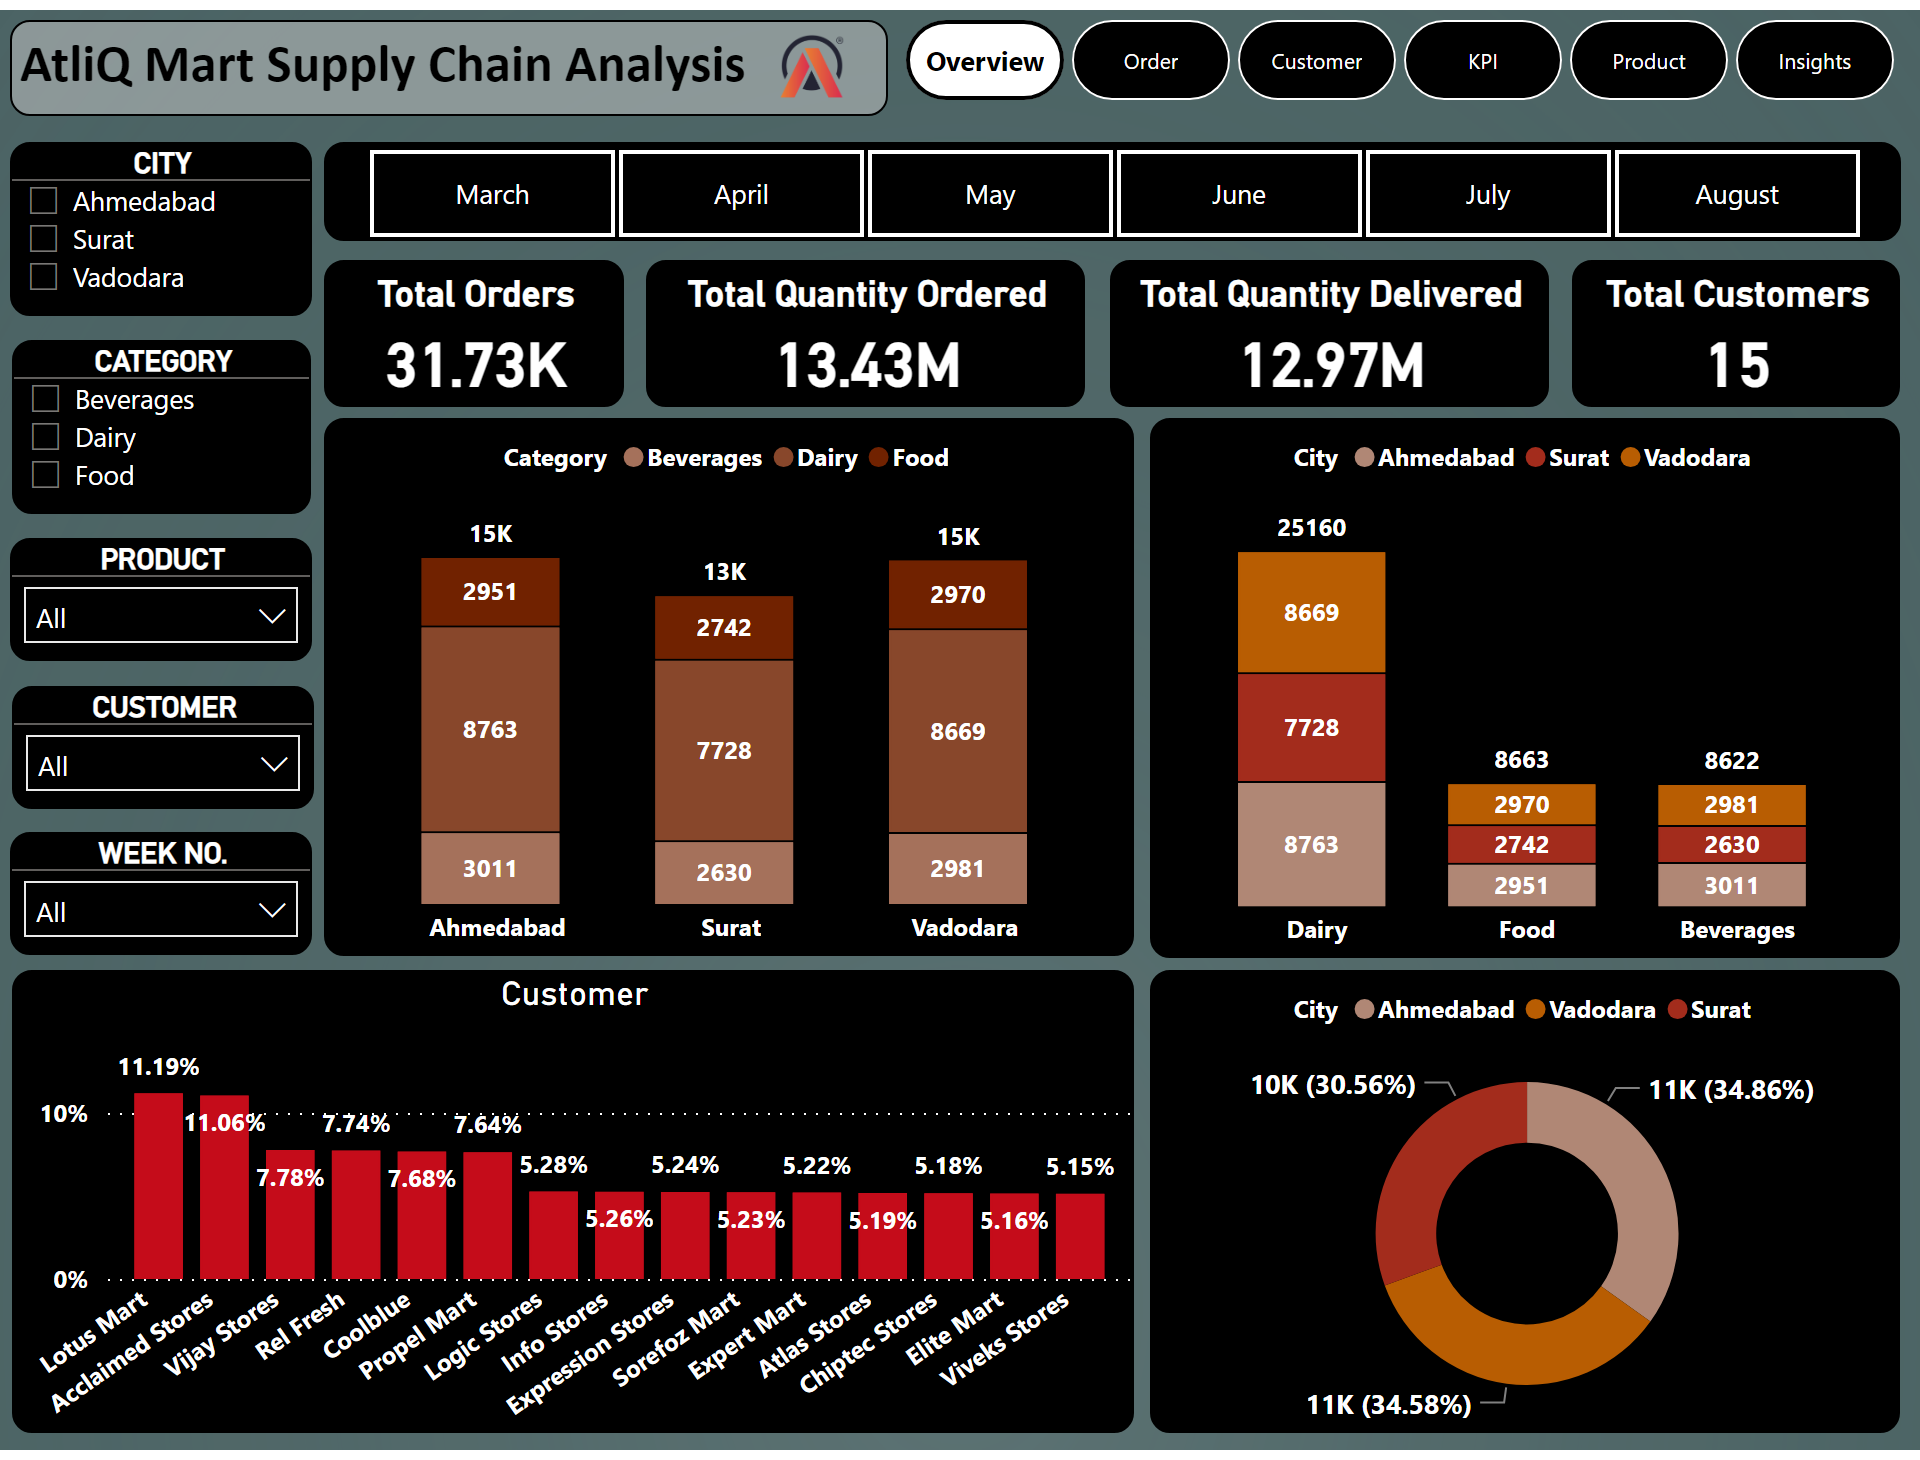 AtliQ Mart Supply Chain Analysis
Overview
Order
Customer
KPI
Product
Insights
CITY
Ahmedabad
Surat
Vadodara
CATEGORY
Beverages
Dairy
Food
PRODUCT
All
CUSTOMER
All
WEEK NO.
All
March
April
May
June
July
August
Total Orders
31.73K
Total Quantity Ordered
13.43M
Total Quantity Delivered
12.97M
Total Customers
15
Category Beverages Dairy Food
15K
13K
15K
2951
2742
2970
8763
7728
8669
3011
2630
2981
Ahmedabad
Surat
Vadodara
City Ahmedabad Surat Vadodara
25160
8669
7728
8763
8663
2970
2742
2951
8622
2981
2630
3011
Dairy
Food
Beverages
Customer
10%
0%
11.19%
11.06%
7.78%
7.74%
7.68%
7.64%
5.28%
5.26%
5.24%
5.23%
5.22%
5.19%
5.18%
5.16%
5.15%
Lotus Mart
Acclaimed Stores
Vijay Stores
Rel Fresh
Coolblue
Propel Mart
Logic Stores
Info Stores
Expression Stores
Sorefoz Mart
Expert Mart
Atlas Stores
Chiptec Stores
Elite Mart
Viveks Stores
City Ahmedabad Vadodara Surat
10K (30.56%)
11K (34.86%)
11K (34.58%)